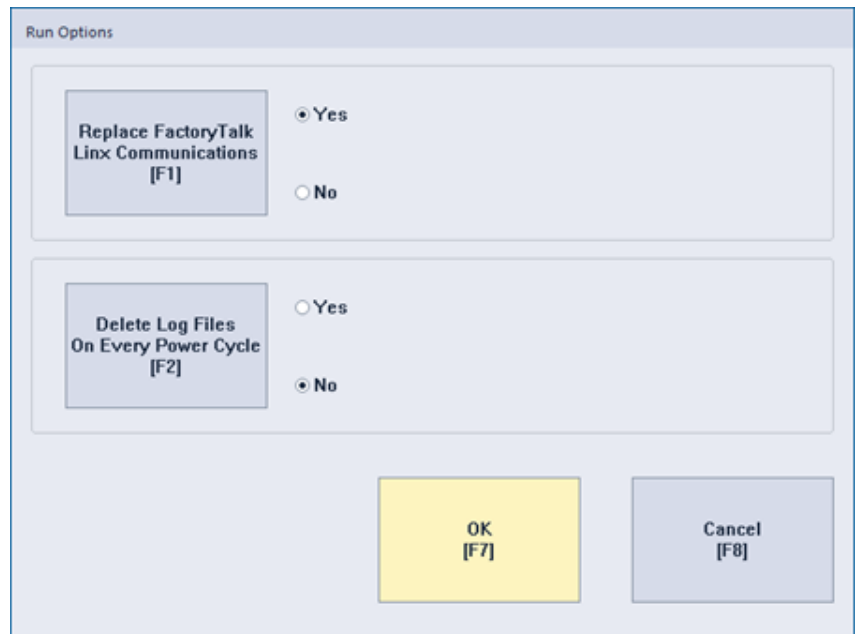 Run Options
Replace FactoryTalk
Linx Communications
[F1]
Yes
No
Delete Log Files
On Every Power Cycle
[F2]
Yes
No
OK
[F7]
Cancel
[F8]